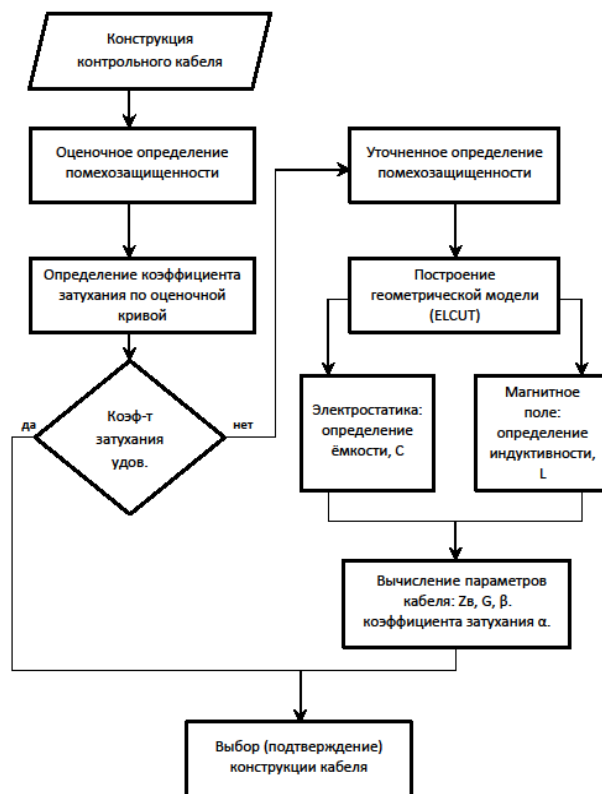 Конструкция
контрольного кабеля
Оценочное определение
помехозащищенности
Определение коэффициента
затухания по оценочной
кривой
да
Коэф-т
затухания
удов.
нет
Уточненное определение
помехозащищенности
Построение
геометрической модели
(ELCUT)
Электростатика:
определение
ёмкости, С
Магнитное
поле:
определение
индуктивности,
L
Вычисление параметров
кабеля: Zв, G, β.
коэффициента затухания α.
Выбор (подтверждение)
конструкции кабеля